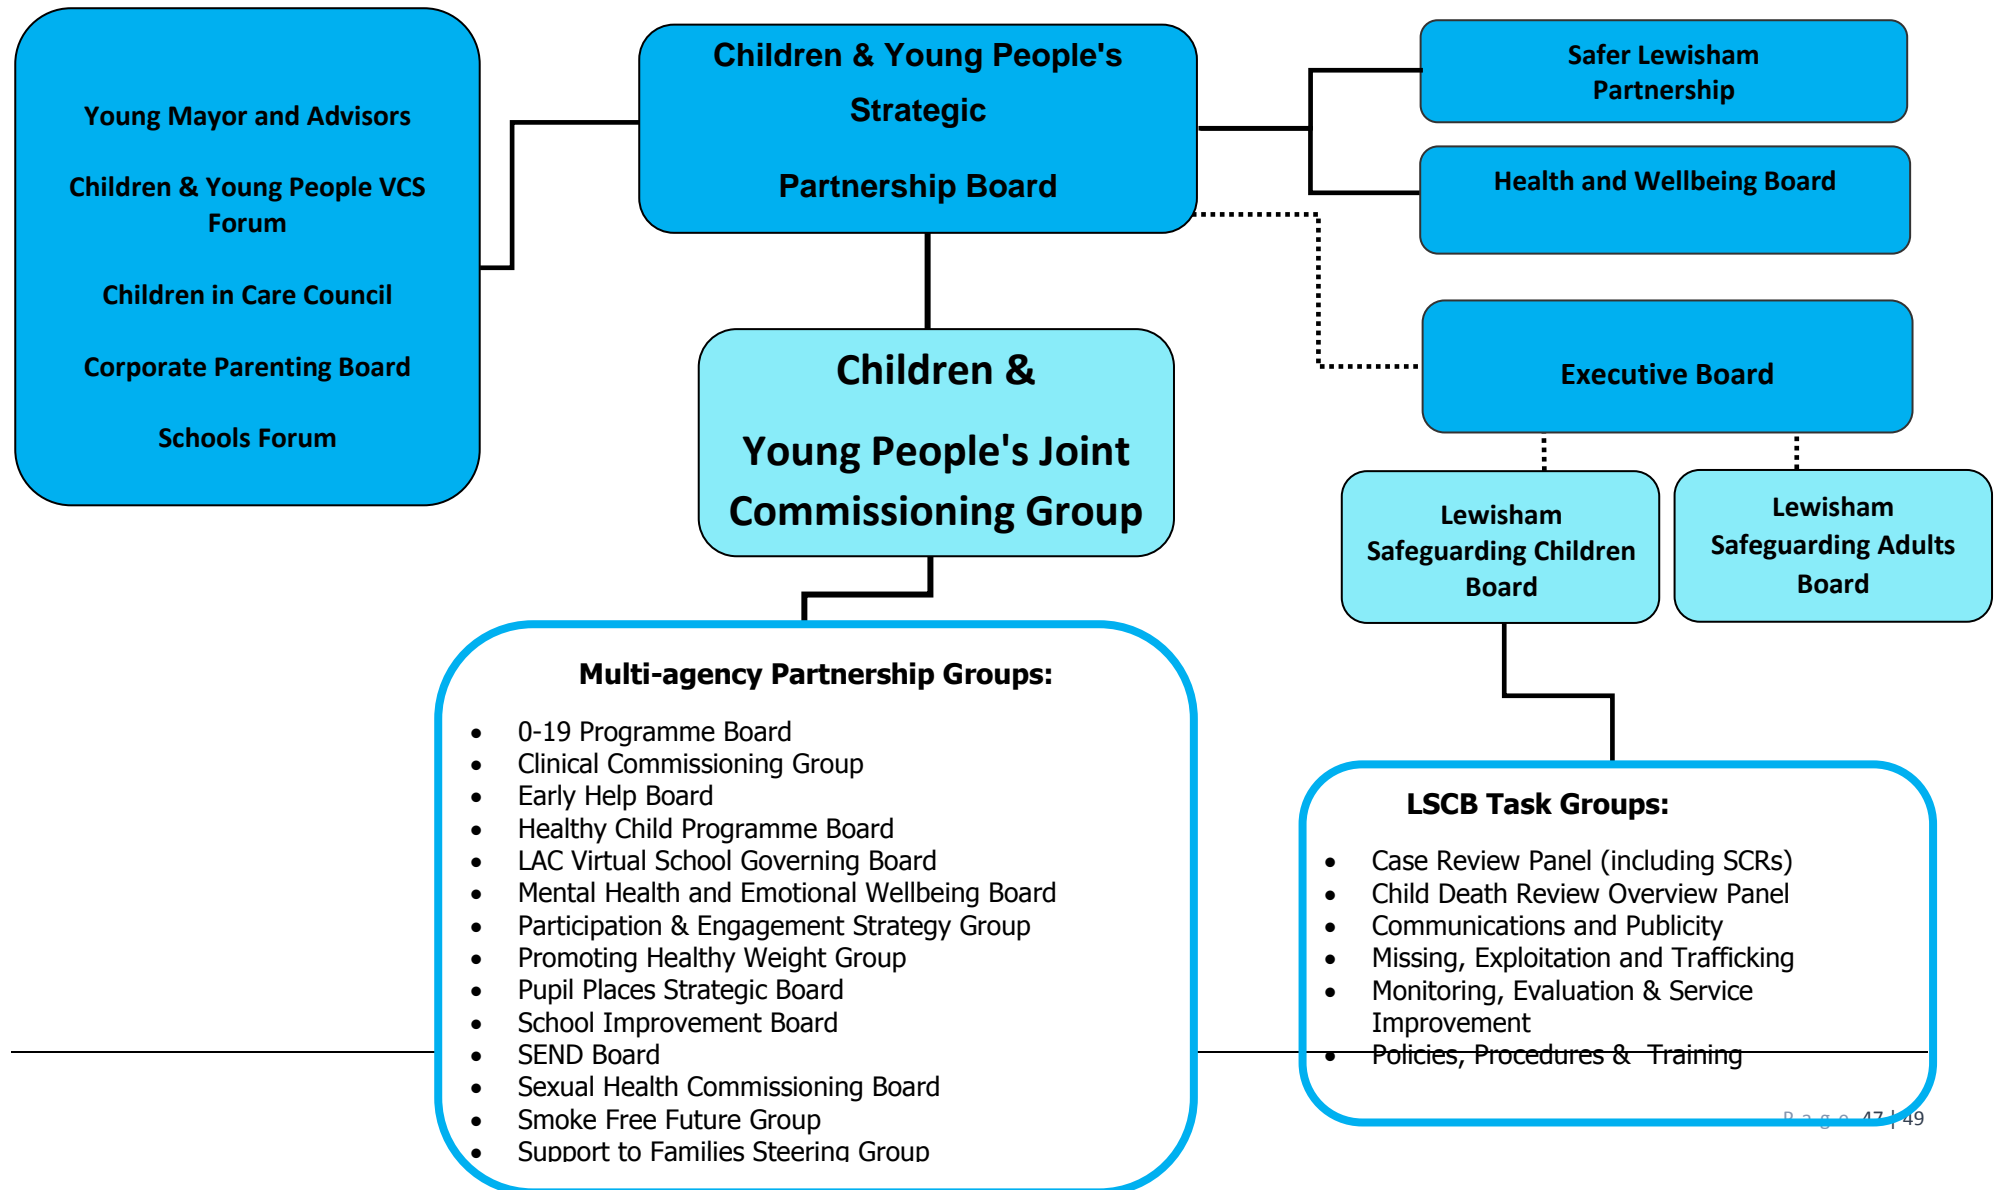 Young Mayor and Advisors
Children & Young People VCS
Forum
Children in Care Council
Corporate Parenting Board
Schools Forum
Children & Young People's
Strategic
Partnership Board
Safer Lewisham
Partnership
Health and Wellbeing Board
Executive Board
Children &
Young People's Joint
Commissioning Group
Lewisham
Safeguarding Children
Board
Lewisham
Safeguarding Adults
Board
Multi-agency Partnership Groups:
• 0-19 Programme Board
• Clinical Commissioning Group
• Early Help Board
• Healthy Child Programme Board
• LAC Virtual School Governing Board
• Mental Health and Emotional Wellbeing Board
• Participation & Engagement Strategy Group
• Promoting Healthy Weight Group
• Pupil Places Strategic Board
• School Improvement Board
• SEND Board
• Sexual Health Commissioning Board
• Smoke Free Future Group
• Support to Families Steering Group
LSCB Task Groups:
• Case Review Panel (including SCRs)
• Child Death Review Overview Panel
• Communications and Publicity
• Missing, Exploitation and Trafficking
• Monitoring, Evaluation & Service
Improvement
• Policies, Procedures &  Training
P a g e  47 | 49